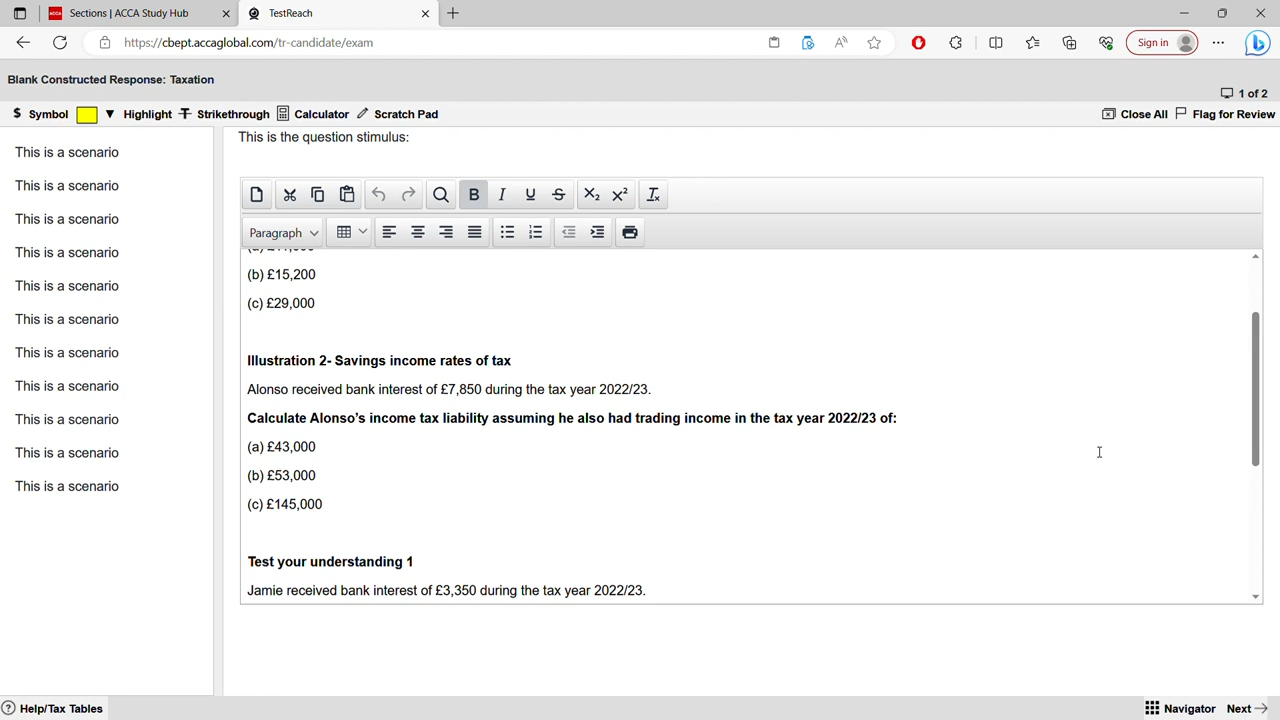 Sections | ACCA Study Hub
TestReach
https://cbept.accaglobal.com/tr-candidate/exam
Sign in
Blank Constructed Response: Taxation
1 of 2
$ Symbol Highlight Strikethrough Calculator Scratch Pad
Close All Flag for Review
This is a scenario
This is a scenario
This is a scenario
This is a scenario
This is a scenario
This is a scenario
This is a scenario
This is a scenario
This is a scenario
This is a scenario
This is a scenario
This is the question stimulus:
Paragraph
(b) £15,200
(c) £29,000
Illustration 2- Savings income rates of tax
Alonso received bank interest of £7,850 during the tax year 2022/23.
Calculate Alonso's income tax liability assuming he also had trading income in the tax year 2022/23 of:
(a) £43,000
(b) £53,000
(c) £145,000
Test your understanding 1
Jamie received bank interest of £3,350 during the tax year 2022/23.
Help/Tax Tables
Navigator Next